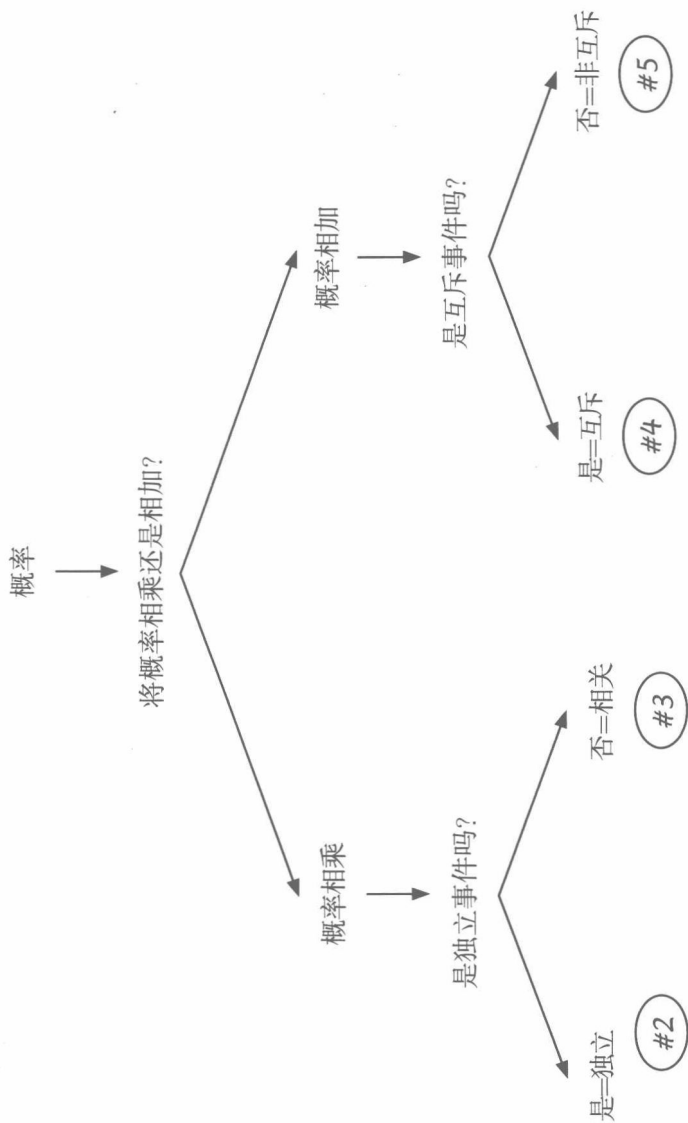 概率
将概率相乘还是相加?
概率相乘
概率相加
是独立事件吗?
是互斥事件吗?
是=独立
否=相关
是=互斥
否=非互斥
#2
#3
#4
#5